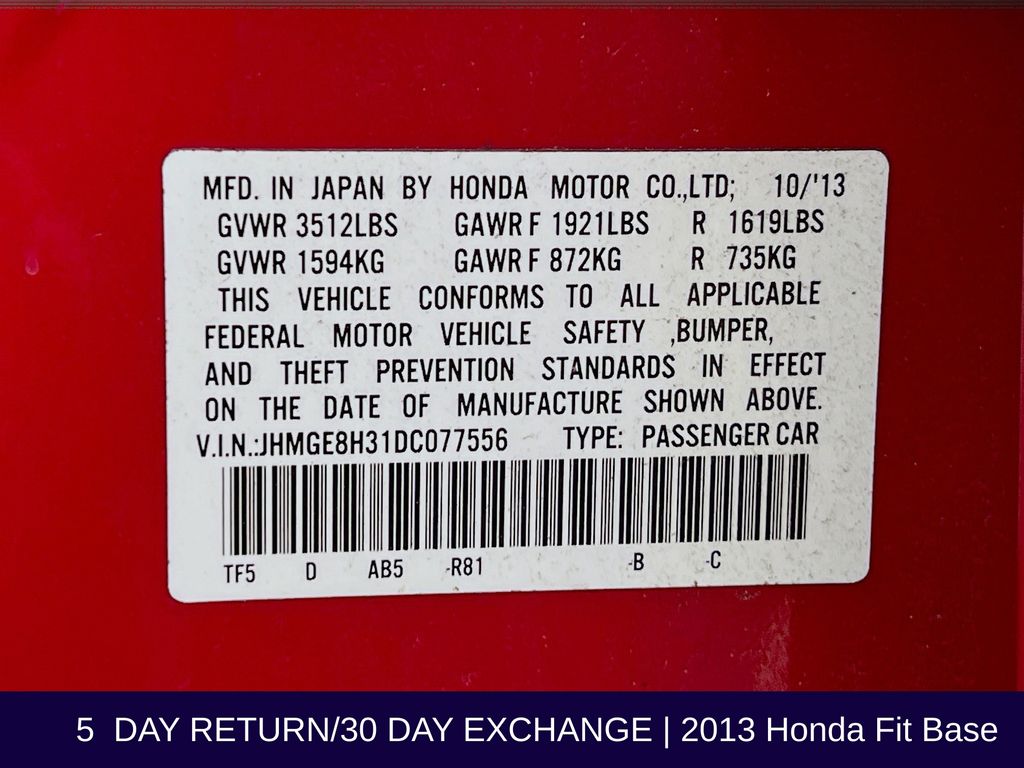 MFD. IN JAPAN BY HONDA MOTOR CO.,LTD; 10/'13
GVWR 3512LBS GAWR F 1921LBS R 1619LBS
GVWR 1594KG GAWR F 872KG R 735KG
THIS VEHICLE CONFORMS TO ALL APPLICABLE
FEDERAL MOTOR VEHICLE SAFETY ,BUMPER,
AND THEFT PREVENTION STANDARDS IN EFFECT
ON THE DATE OF MANUFACTURE SHOWN ABOVE.
V.I.N.:JHMGE8H31DC077556 TYPE: PASSENGER CAR
TF5 D AB5 -R81 -B -C
5 DAY RETURN/30 DAY EXCHANGE | 2013 Honda Fit Base